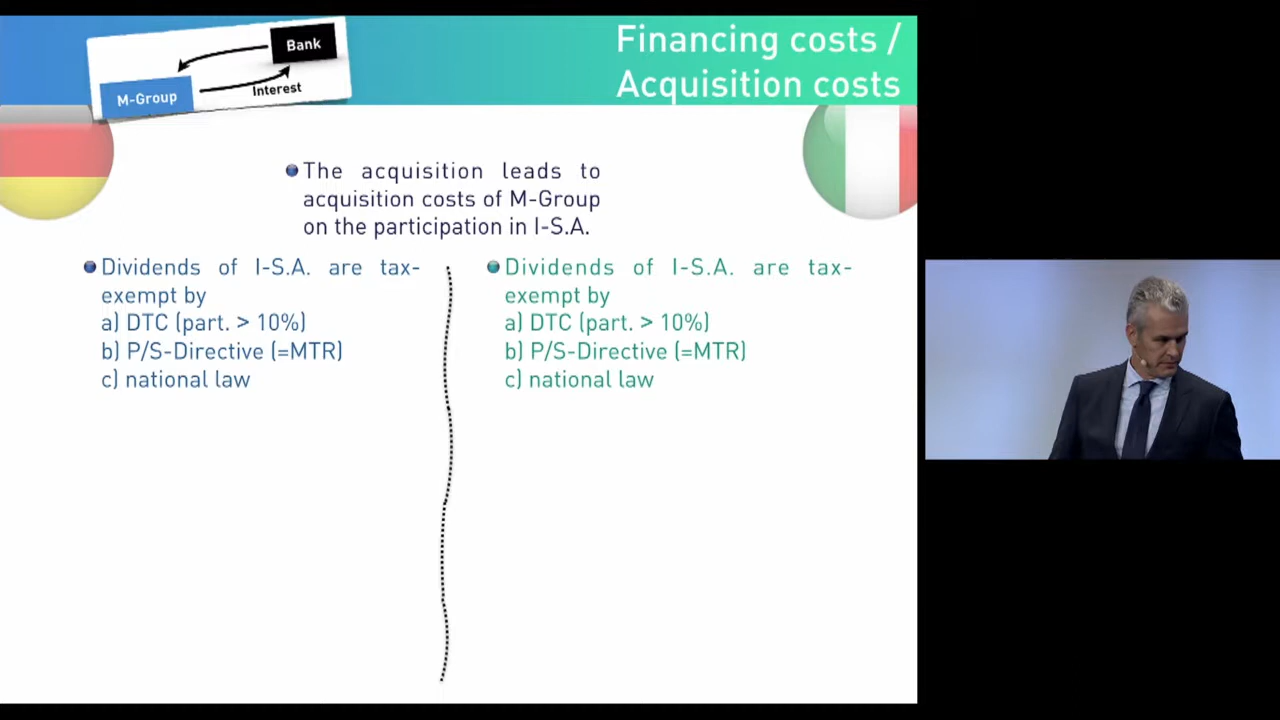 Bank
M-Group
Interest
Financing costs /
Acquisition costs
The acquisition leads to
acquisition costs of M-Group
on the participation in I-S.A.
Dividends of I-S.A. are tax-
exempt by
a) DTC (part. > 10%)
b) P/S-Directive (=MTR)
c) national law
Dividends of I-S.A. are tax-
exempt by
a) DTC (part. > 10%)
b) P/S-Directive (=MTR)
c) national law